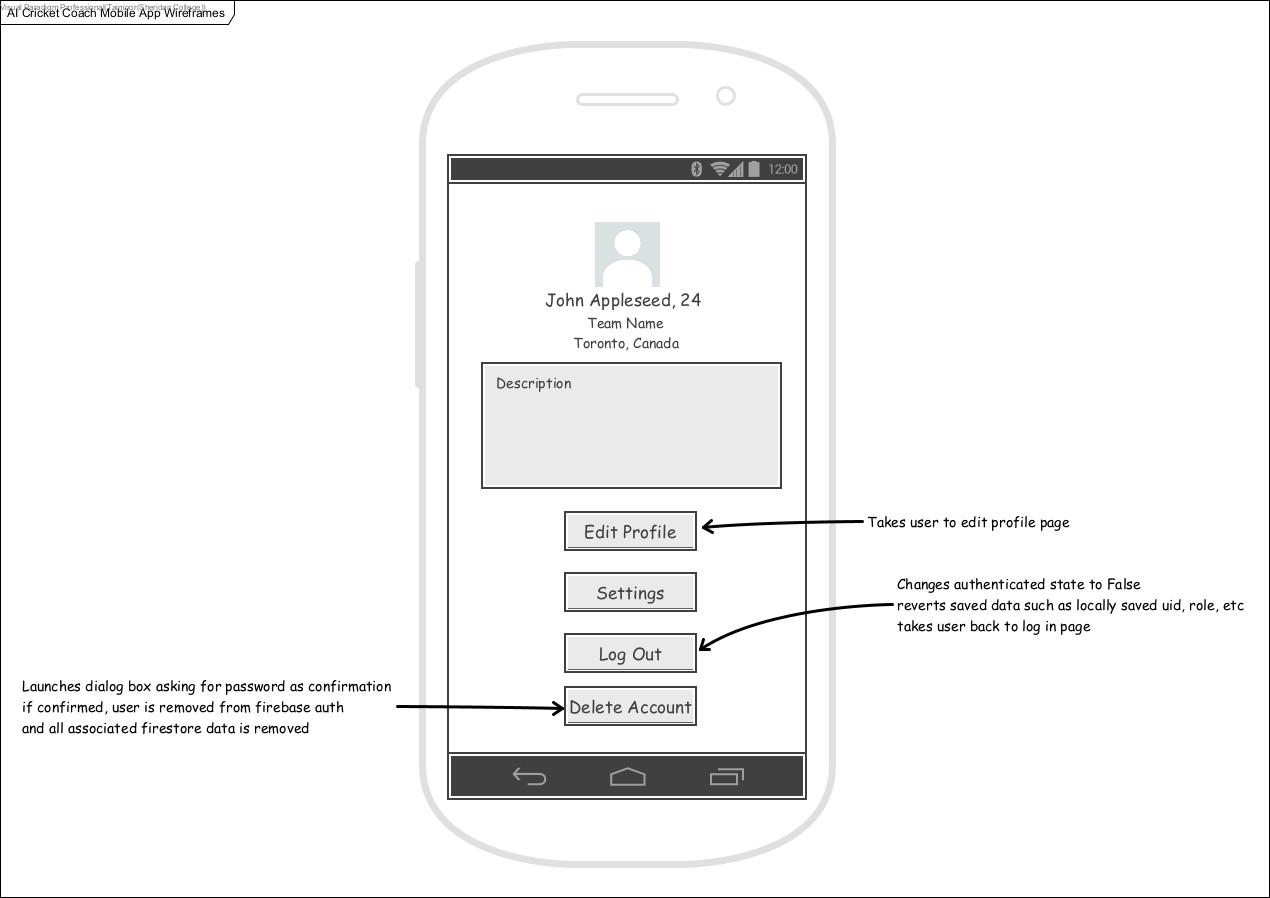 Visual Paradigm Professional(Taimoor(Sheridan College))
AI Cricket Coach Mobile App Wireframes
12:00
John Appleseed, 24
Team Name
Toronto, Canada
Description
Edit Profile
Takes user to edit profile page
Settings
Changes authenticated state to False
reverts saved data such as locally saved uid, role, etc
takes user back to log in page
Log Out
Launches dialog box asking for password as confirmation
if confirmed, user is removed from firebase auth
and all associated firestore data is removed
Delete Account